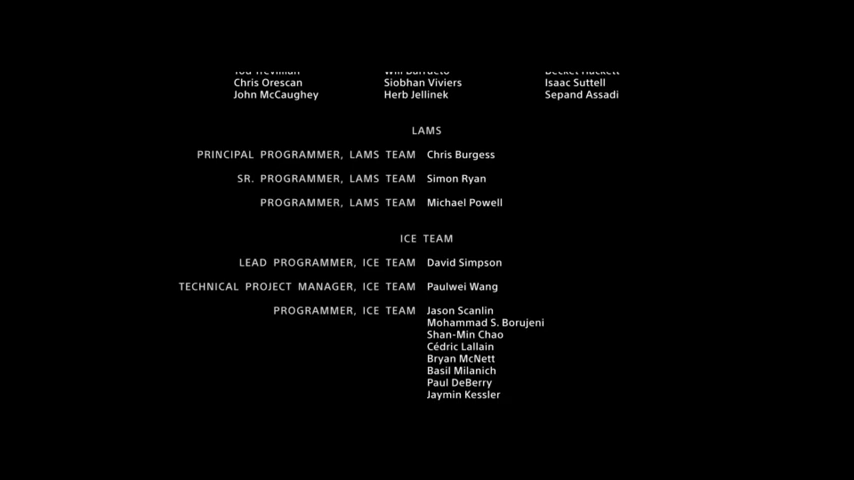 Chris Orescan Siobhan Viviers Isaac Suttell
John McCaughey Herb Jellinek Sepand Assadi
LAMS
PRINCIPAL PROGRAMMER, LAMS TEAM Chris Burgess
SR. PROGRAMMER, LAMS TEAM Simon Ryan
PROGRAMMER, LAMS TEAM Michael Powell
ICE TEAM
LEAD PROGRAMMER, ICE TEAM David Simpson
TECHNICAL PROJECT MANAGER, ICE TEAM Paulwei Wang
PROGRAMMER, ICE TEAM Jason Scanlin
Mohammad S. Borujeni
Shan-Min Chao
Cédric Lallain
Bryan McNett
Basil Milanich
Paul DeBerry
Jaymin Kessler